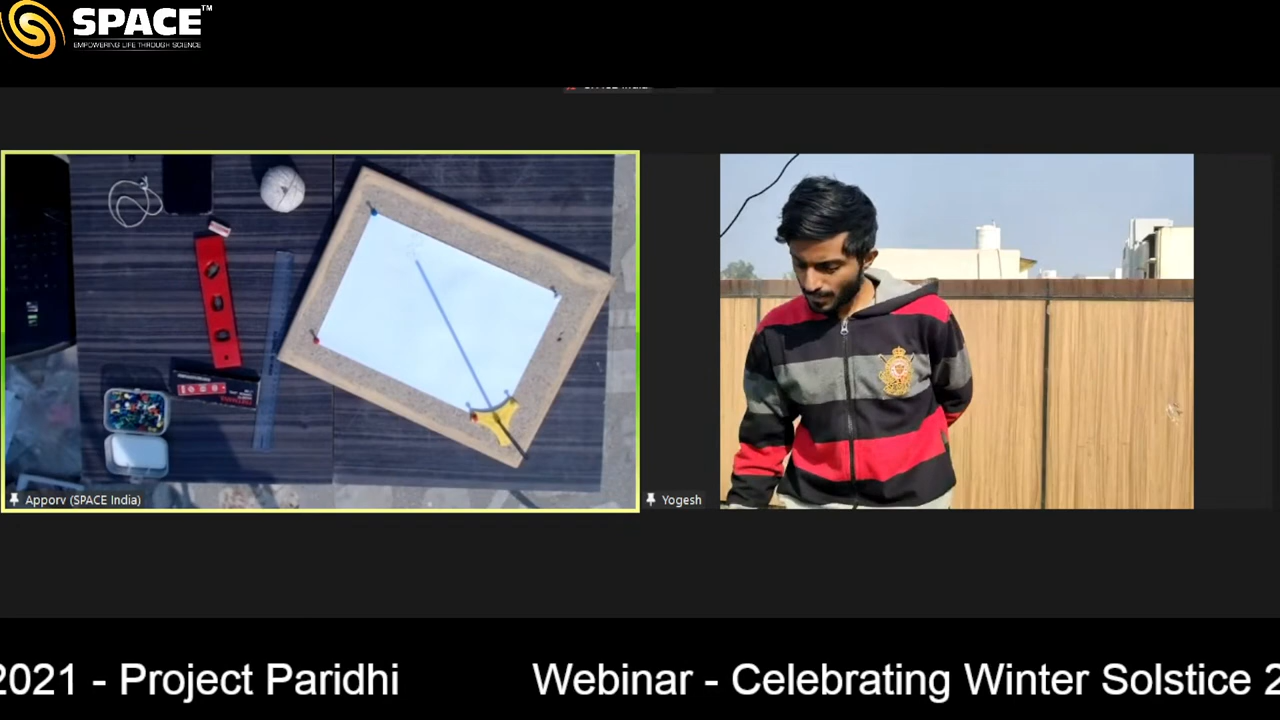 SPACE™
EMPOWERING LIFE THROUGH SCIENCE
Apporv (SPACE India)
Yogesh
2021 - Project Paridhi
Webinar - Celebrating Winter Solstice 2